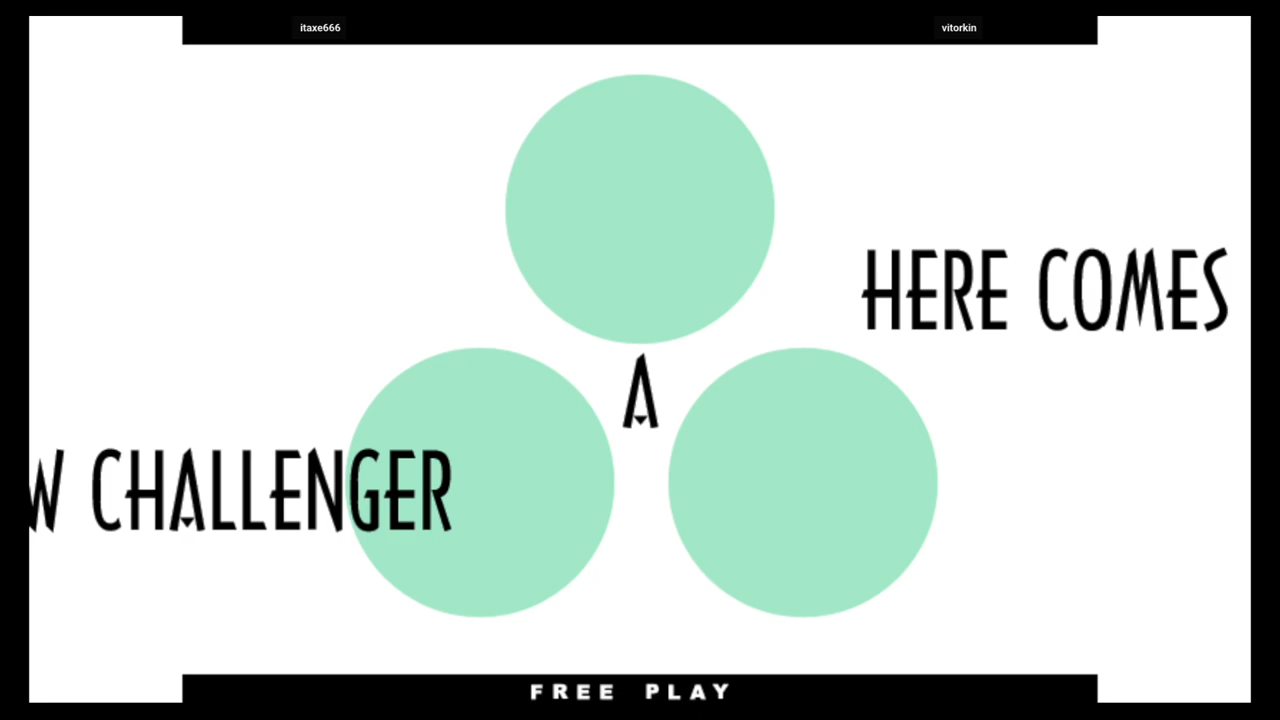 itaxe666
vitorkin
HERE COMES
A
W CHALLENGER
FREE PLAY